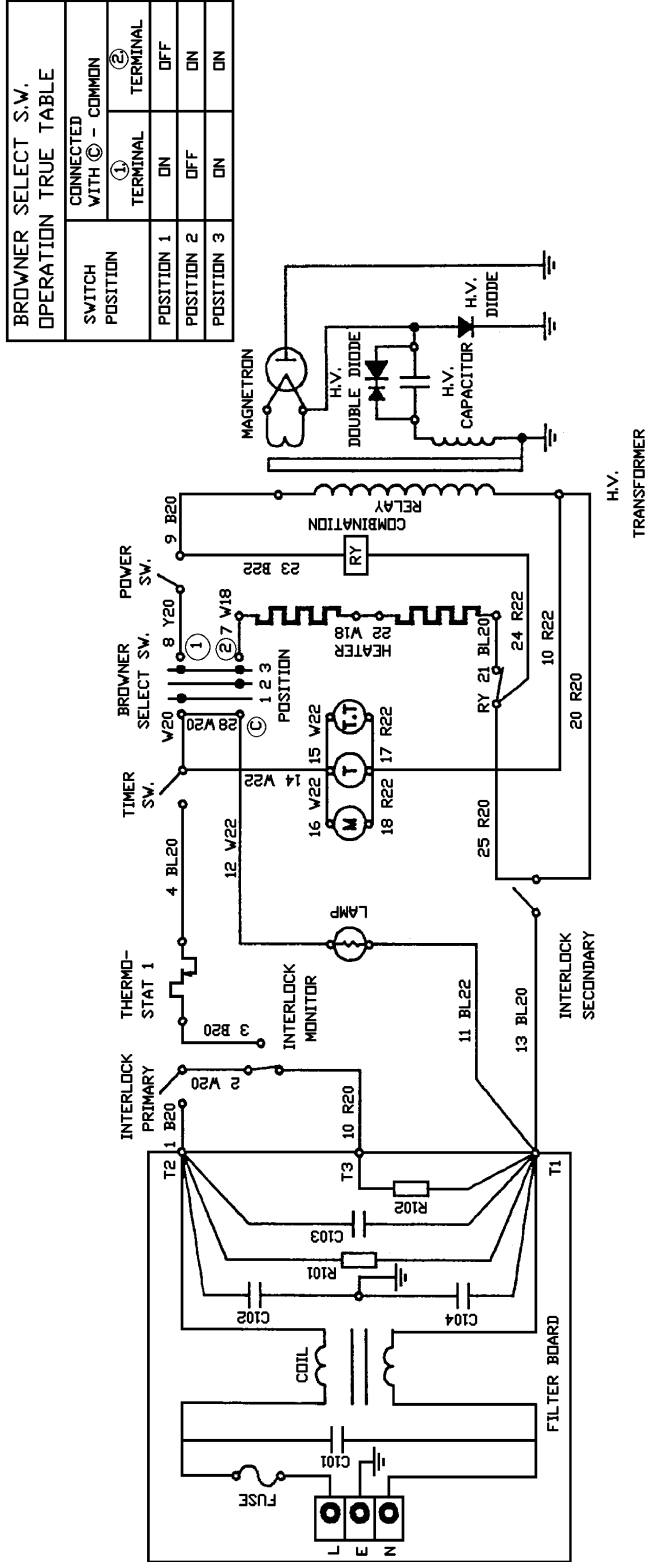 BROWNER SELECT S.W.
OPERATION TRUE TABLE
SWITCH
POSITION
CONNECTED
WITH Ⓒ - COMMON
①
TERMINAL
②
TERMINAL
POSITION 1 ON OFF
POSITION 2 OFF ON
POSITION 3 ON ON
L
E
N
FUSE
C101
COIL
C102
C104
R101
C103
R102
FILTER BOARD
T2
T3
T1
1 B20
INTERLOCK
PRIMARY
2 W20
10 R20
3 B20
INTERLOCK
MONITOR
THERMO-
STAT 1
4 BL20
11 BL22
13 BL20
INTERLOCK
SECONDARY
LAMP
12 W22
TIMER
SW.
W20
28 W20
Ⓒ
14 W22
16 W22
15 W22
M
T
T.T
18 R22
17 R22
25 R20
BROWNER
SELECT SW.
1 2 3
POSITION
①
②
8 Y20
7 W18
HEATER
22 W18
RY
21 BL20
24 R22
10 R22
20 R20
POWER
SW.
9 B20
23 B22
RY
COMBINATION
RELAY
MAGNETRON
H.V.
DOUBLE DIODE
H.V.
CAPACITOR
H.V.
DIODE
H.V.
TRANSFORMER